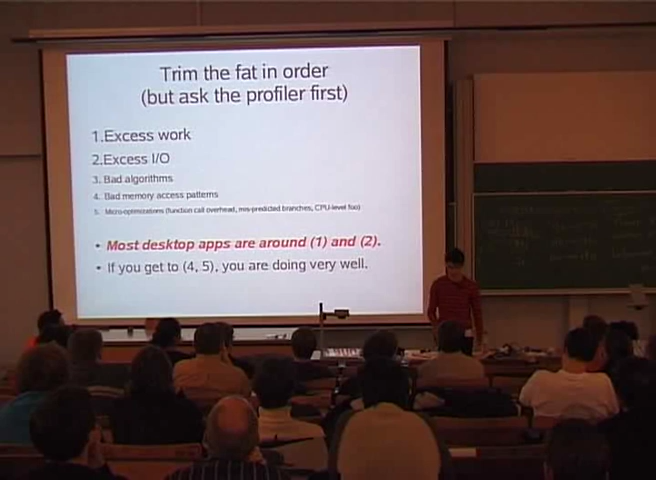 Trim the fat in order
(but ask the profiler first)
1.Excess work
2.Excess I/O
3. Bad algorithms
4. Bad memory access patterns
5. Micro-optimizations (function call overhead, mis-predicted branches, CPU-level foo)
• Most desktop apps are around (1) and (2).
• If you get to (4, 5), you are doing very well.